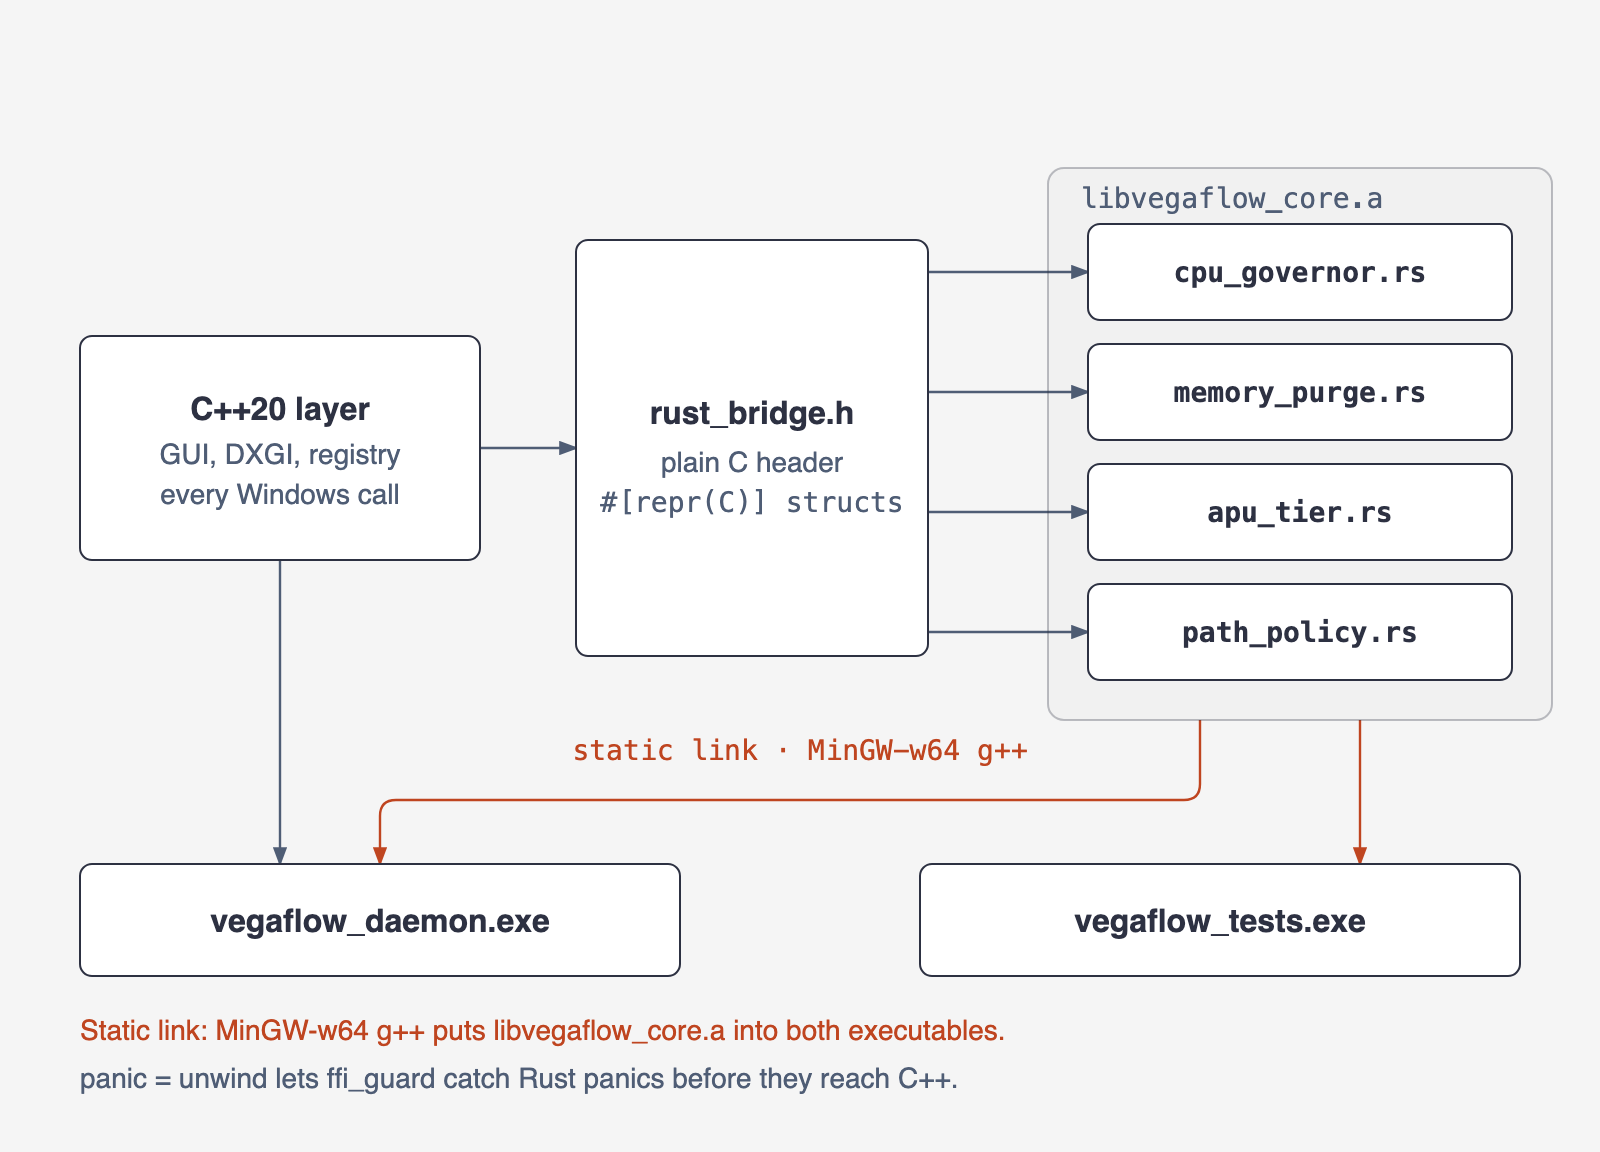 libvegaflow_core.a
cpu_governor.rs
memory_purge.rs
apu_tier.rs
path_policy.rs
C++20 layer
GUI, DXGI, registry
every Windows call
rust_bridge.h
plain C header
#[repr(C)] structs
static link · MinGW−w64 g++
vegaflow_daemon.exe
vegaflow_tests.exe
Static link: MinGW-w64 g++ puts libvegaflow_core.a into both executables.
panic = unwind lets ffi_guard catch Rust panics before they reach C++.